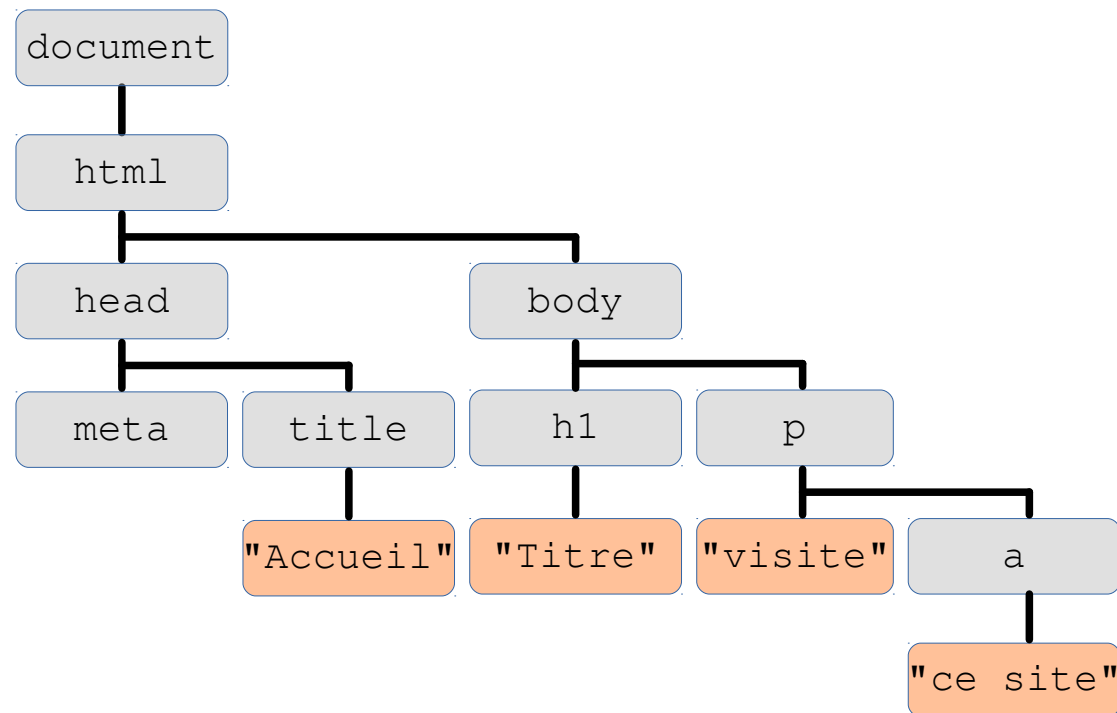 document
html
head
body
meta
title
h1
p
"Accueil"
"Titre"
"visite"
a
"ce site"